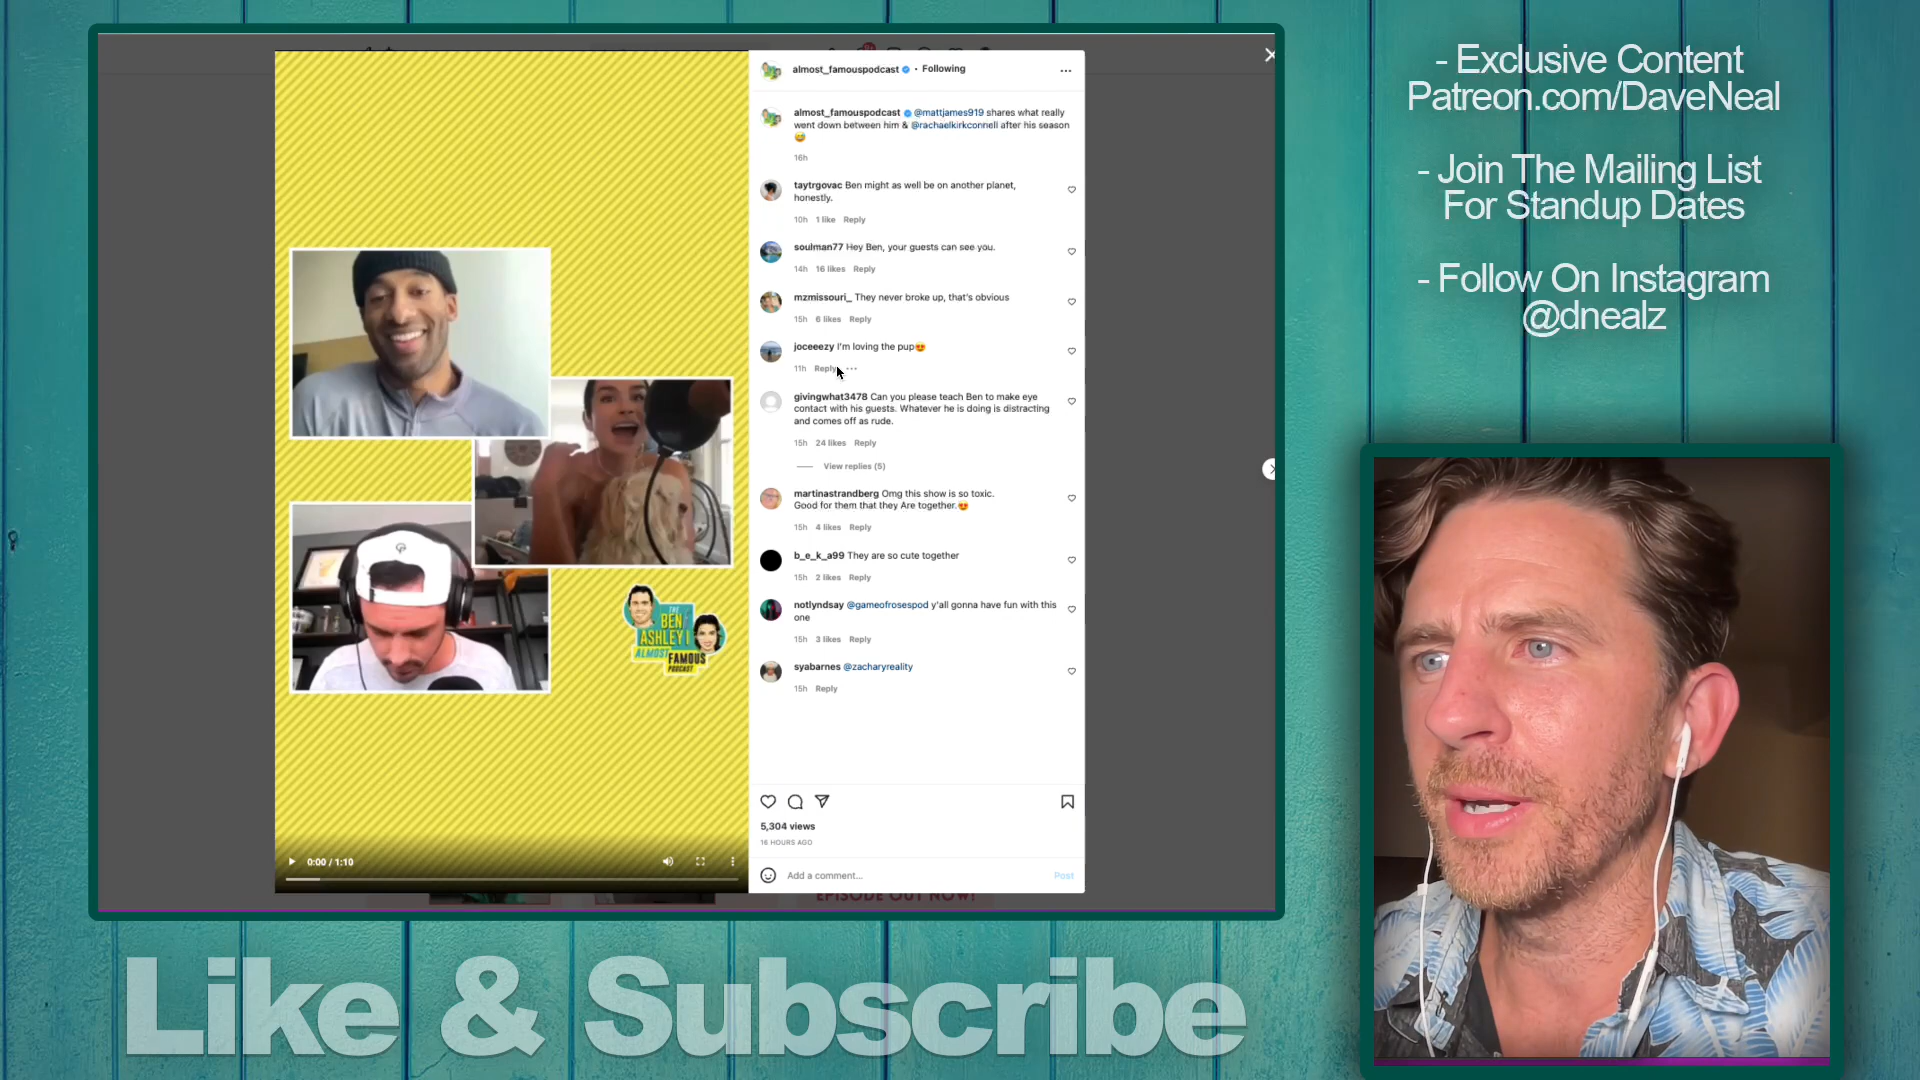 almost_famouspodcast • Following
almost_famouspodcast @mattjames919 shares what really
went down between him & @rachaelkirkconnell after his season
😅
16h
taytrgovac Ben might as well be on another planet,
honestly.
10h 1 like Reply
soulman77 Hey Ben, your guests can see you.
14h 16 likes Reply
mzmissouri_ They never broke up, that's obvious
15h 6 likes Reply
joceeezy I'm loving the pup😍
11h Reply
givingwhat3478 Can you please teach Ben to make eye
contact with his guests. Whatever he is doing is distracting
and comes off as rude.
15h 24 likes Reply
View replies (5)
martinastrandberg Omg this show is so toxic.
Good for them that they Are together.😍
15h 4 likes Reply
b_e_k_a99 They are so cute together
15h 2 likes Reply
notlyndsay @gameofrosespod y'all gonna have fun with this
one
15h 3 likes Reply
syabarnes @zacharyreality
15h Reply
5,304 views
16 HOURS AGO
Add a comment...
Post
THE
BEN
ASHLEY I
ALMOST
FAMOUS
PODCAST
0:00 / 1:10
EPISODE OUT NOW!
- Exclusive Content
Patreon.com/DaveNeal
- Join The Mailing List
For Standup Dates
- Follow On Instagram
@dnealz
Like & Subscribe